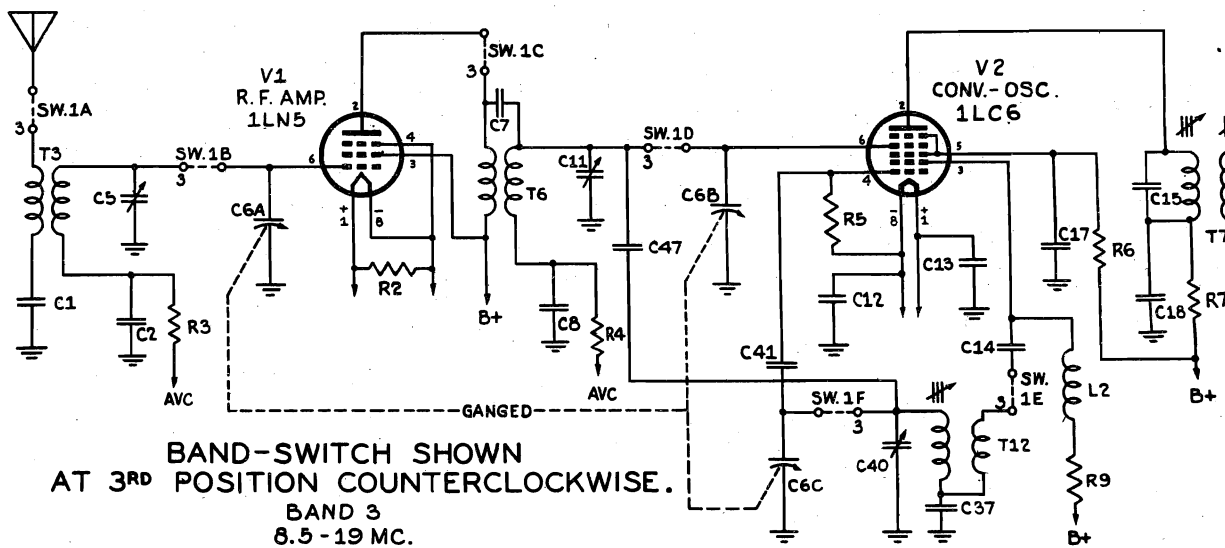 V1
R.F. AMP.
1LN5
V2
CONV.-OSC.
1LC6
SW.1A
3
T3
C5
SW.1B
3
C6A
6
2
4
3
+
1
–
8
R2
C1
C2
R3
AVC
SW.1C
3
C7
T6
B+
C11
C8
R4
AVC
SW.1D
3
C47
C6B
6
4
2
5
3
–
8
+
1
R5
C12
C13
C17
R6
C15
T7
C18
R7
B+
C41
C14
SW.
1E
3
L2
R9
B+
GANGED
SW.1F
3
C40
C6C
T12
C37
BAND-SWITCH SHOWN
AT 3RD POSITION COUNTERCLOCKWISE.
BAND 3
8.5-19 MC.